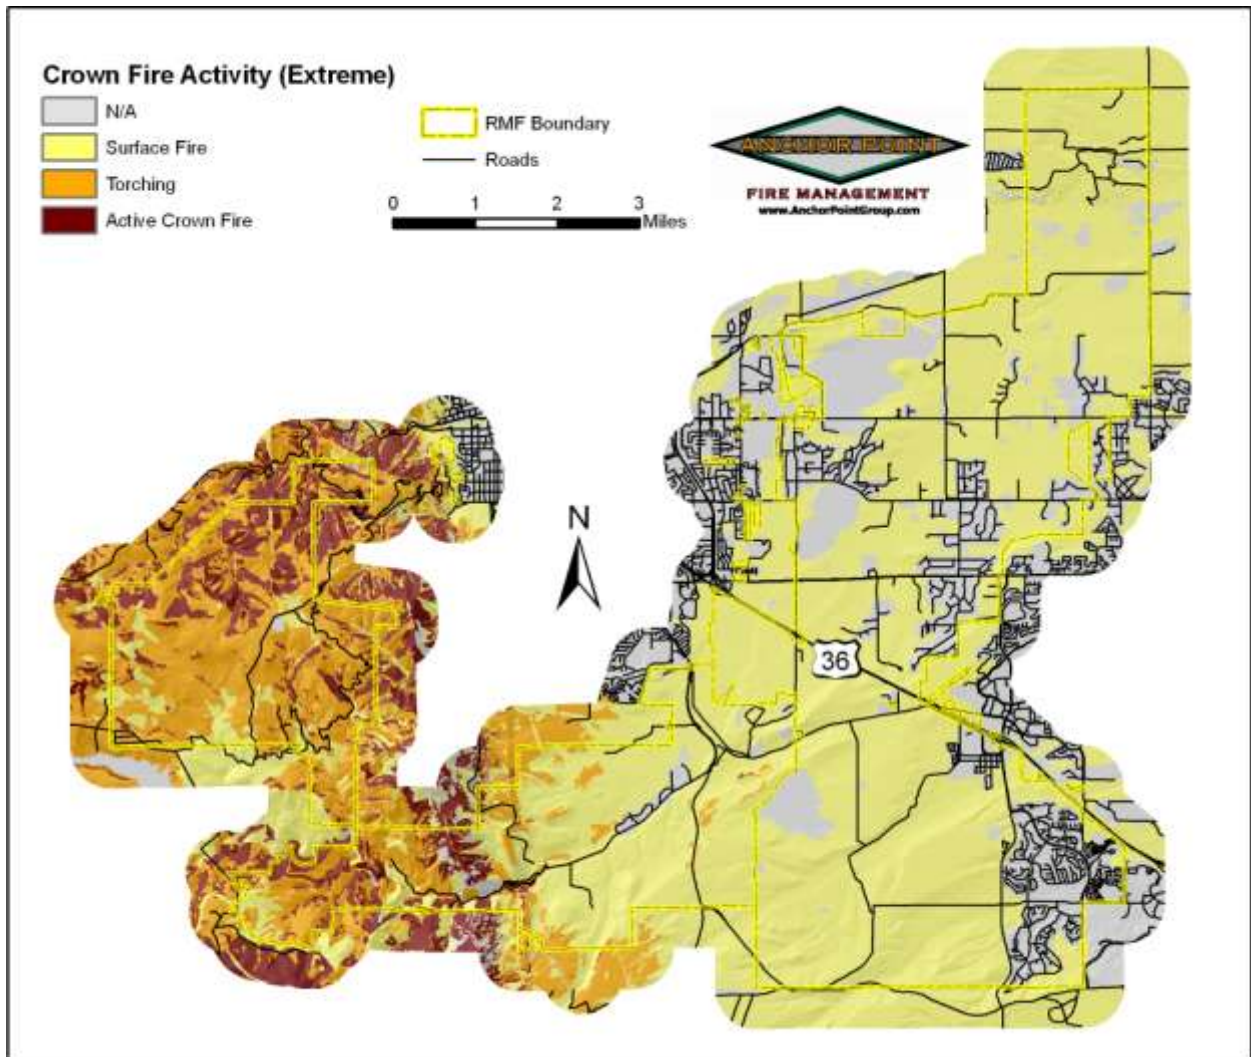 Crown Fire Activity (Extreme)
N/A
Surface Fire
Torching
Active Crown Fire
RMF Boundary
Roads
0 1 2 3
Miles
ANCHOR POINT
FIRE MANAGEMENT
www.AnchorPointGroup.com
N
36